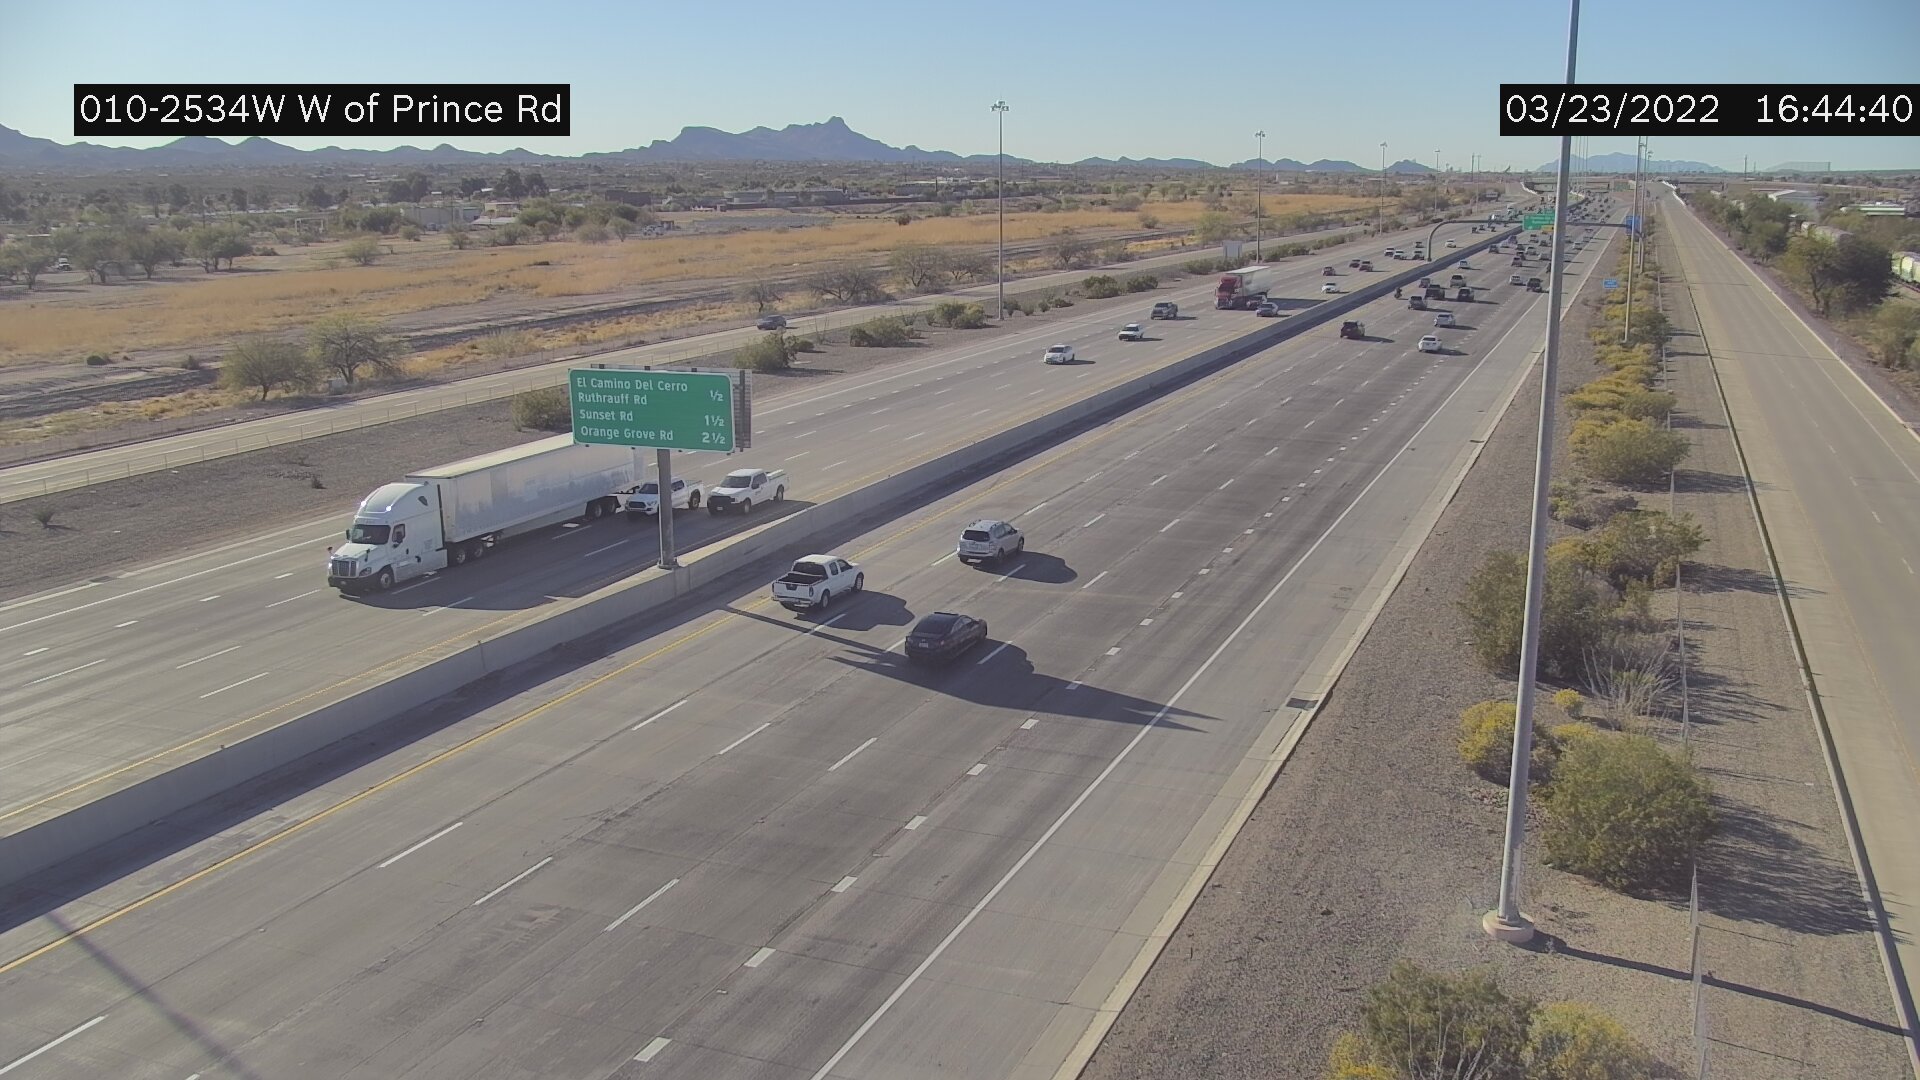 010-2534W W of Prince Rd
03/23/2022 16:44:40
El Camino Del Cerro
Ruthrauff Rd ½
Sunset Rd 1½
Orange Grove Rd 2½